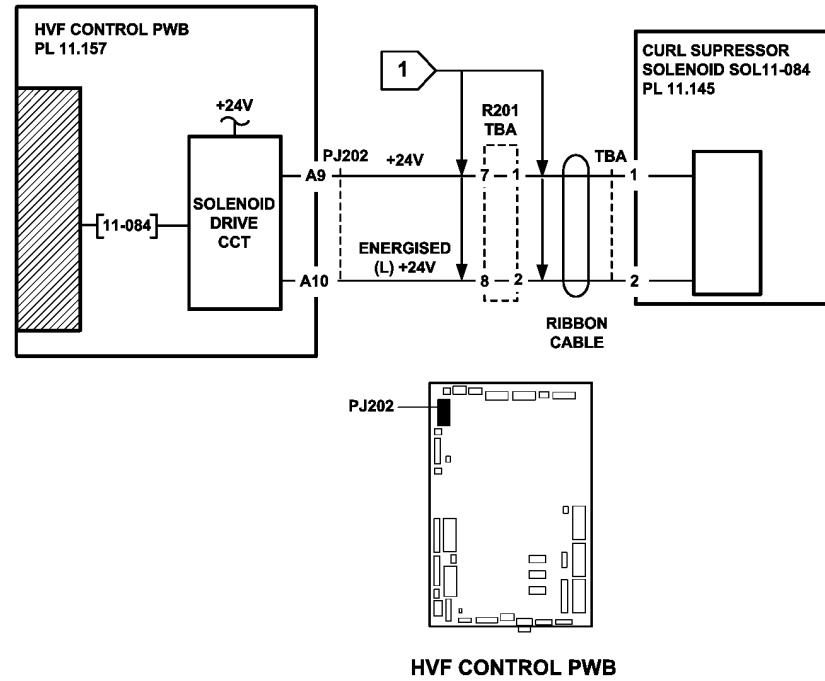 HVF CONTROL PWB
PL 11.157
CURL SUPRESSOR
SOLENOID SOL11-084
PL 11.145
1
+24V
R201
TBA
PJ202
+24V
TBA
A9
7
1
1
[11-084]
SOLENOID
DRIVE
CCT
ENERGISED
(L) +24V
A10
8
2
2
RIBBON
CABLE
PJ202
HVF CONTROL PWB